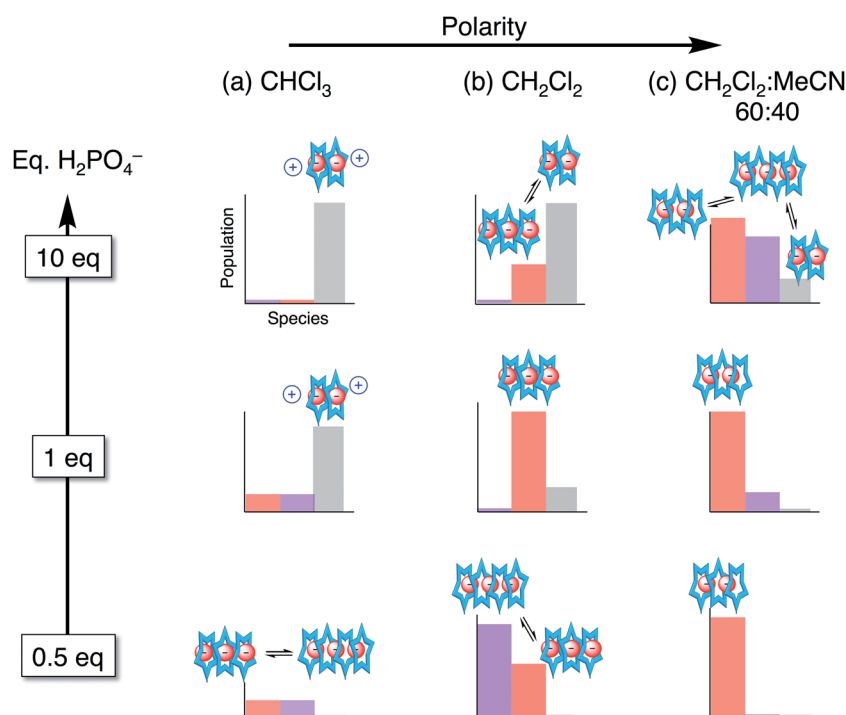 Polarity
(a) CHCl₃
(b) CH₂Cl₂
(c) CH₂Cl₂:MeCN
60:40
Eq. H₂PO₄⁻
10 eq
1 eq
0.5 eq
Population
Species
+
+
+
+